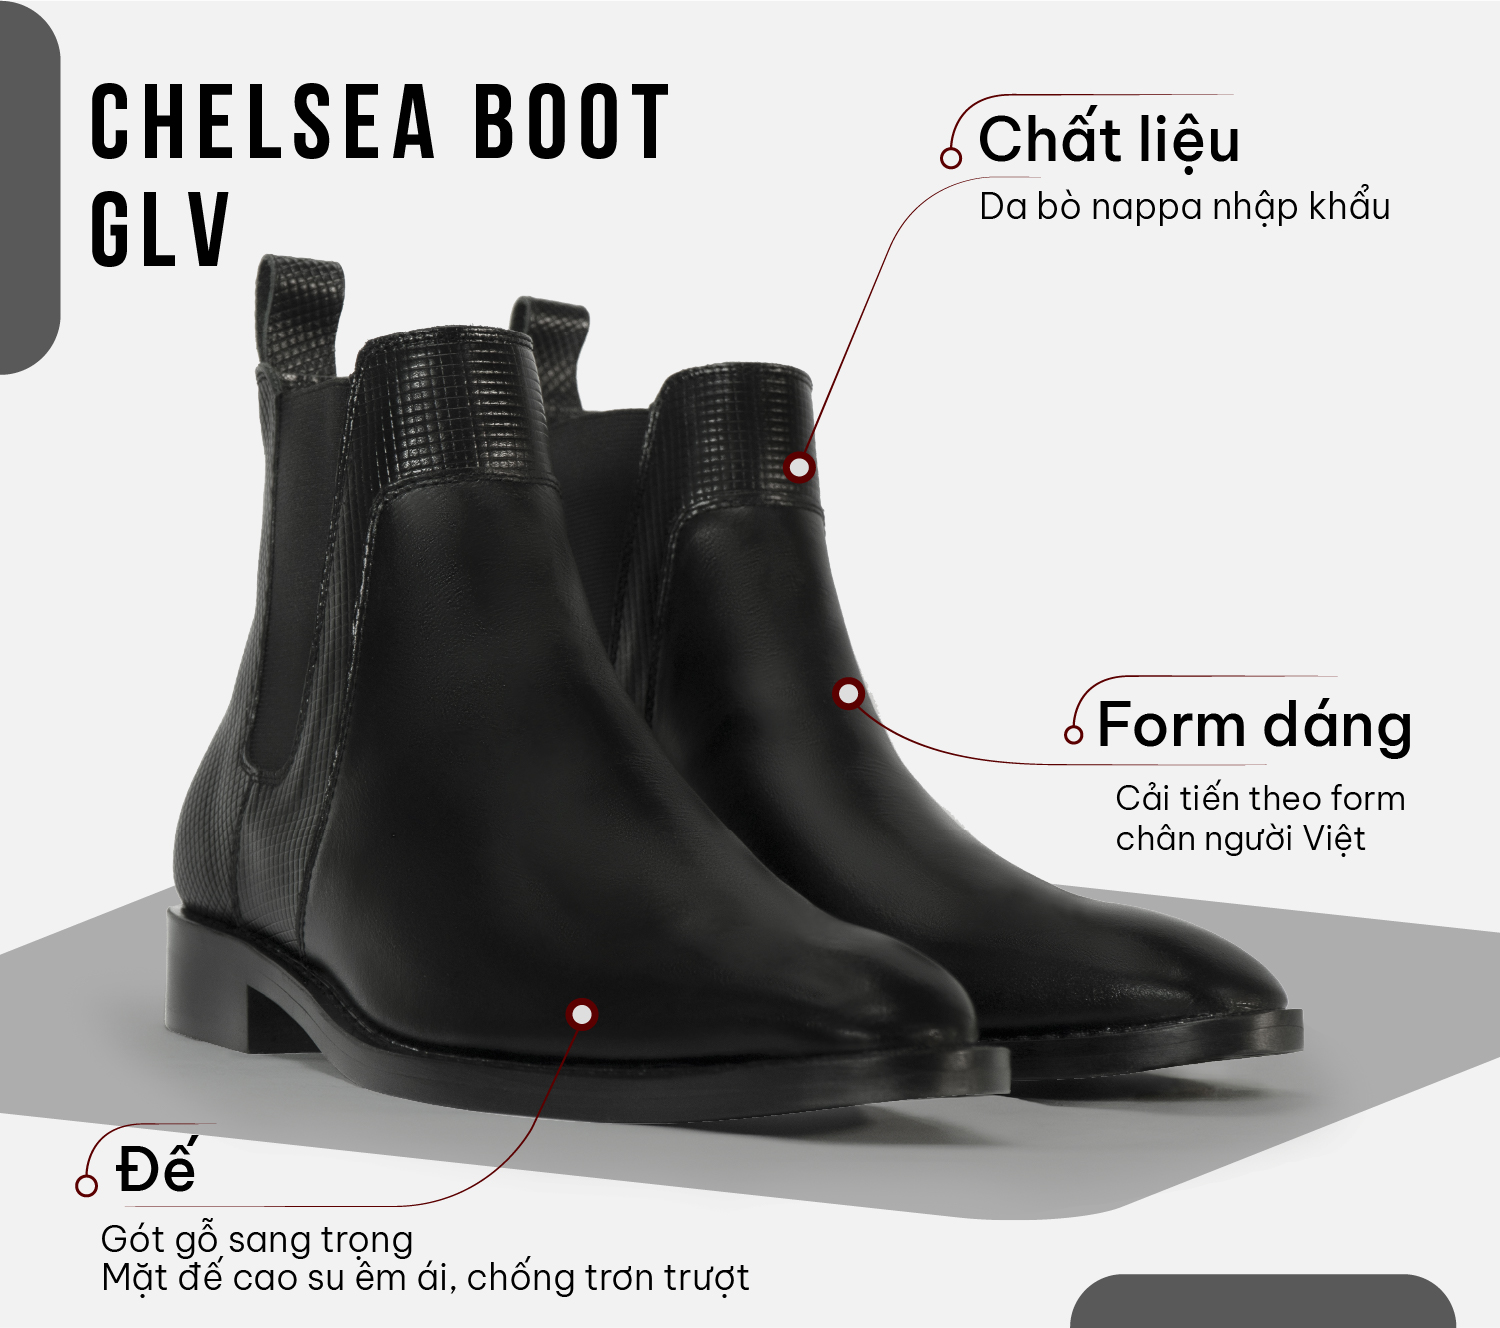 CHELSEA BOOT
GLV
Chất liệu
Da bò nappa nhập khẩu
Form dáng
Cải tiến theo form
chân người Việt
Đế
Gót gỗ sang trọng
Mặt đế cao su êm ái, chống trơn trượt